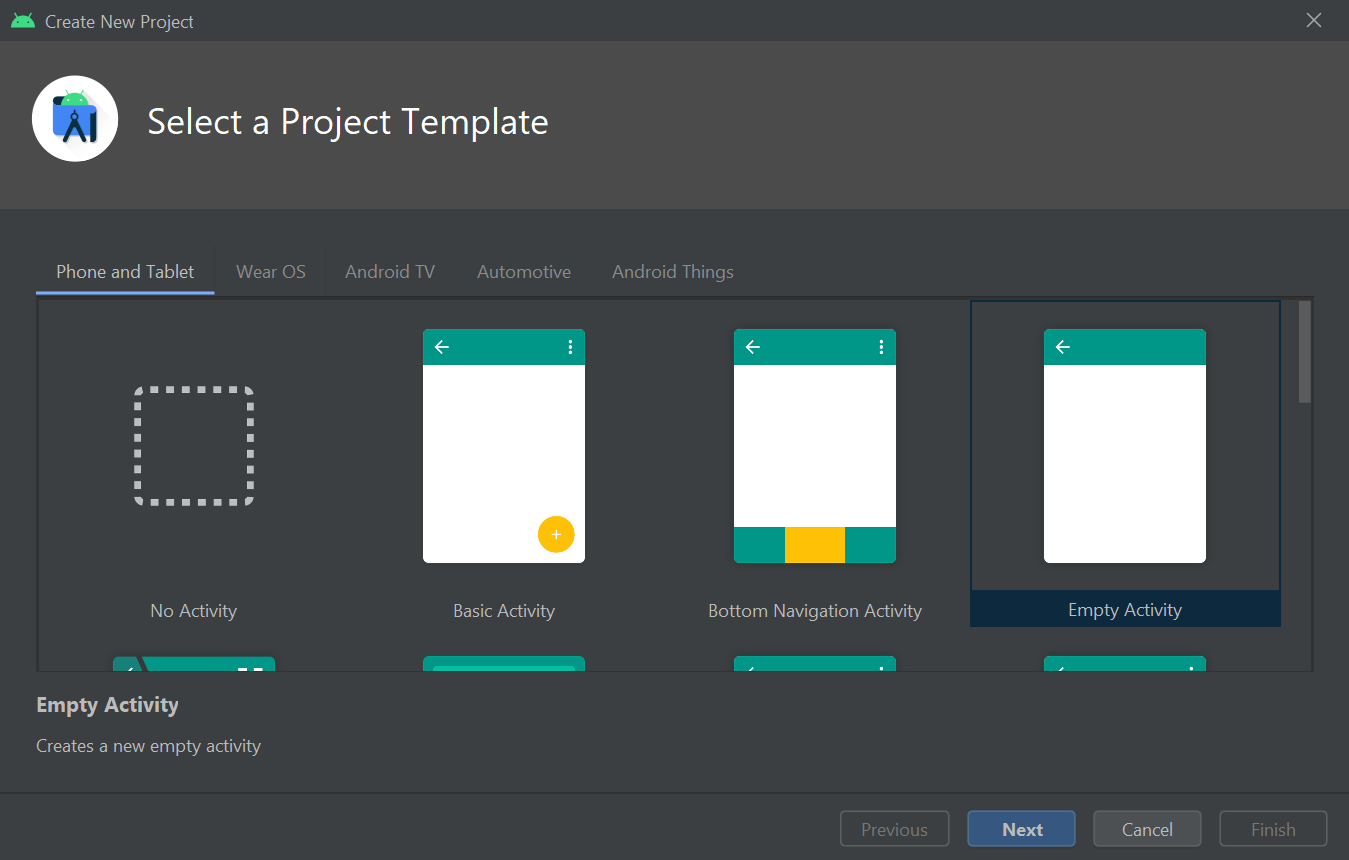 Create New Project
Select a Project Template
Phone and Tablet
Wear OS
Android TV
Automotive
Android Things
No Activity
Basic Activity
Bottom Navigation Activity
Empty Activity
Empty Activity
Creates a new empty activity
Previous
Next
Cancel
Finish